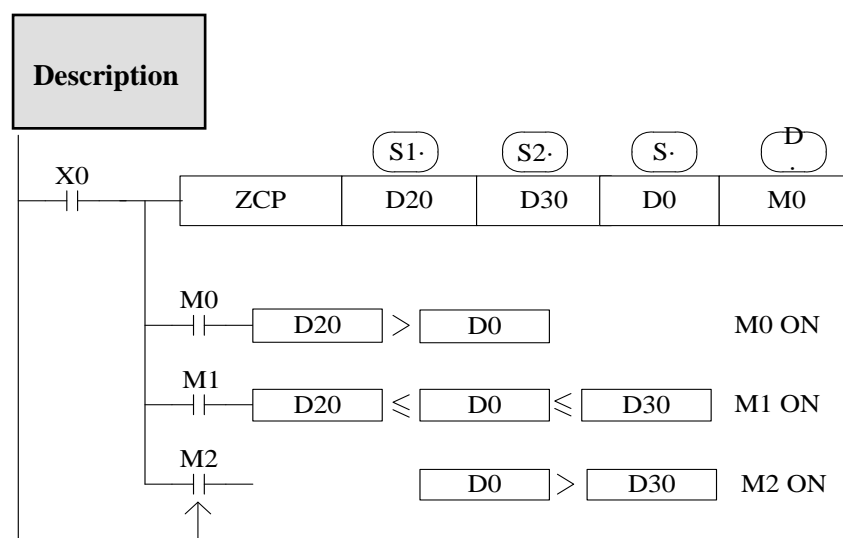 Description
S1· S2· S· D·
X0
ZCP D20 D30 D0 M0
M0
D20 > D0 M0 ON
M1
D20 ≤ D0 ≤ D30 M1 ON
M2
D0 > D30 M2 ON